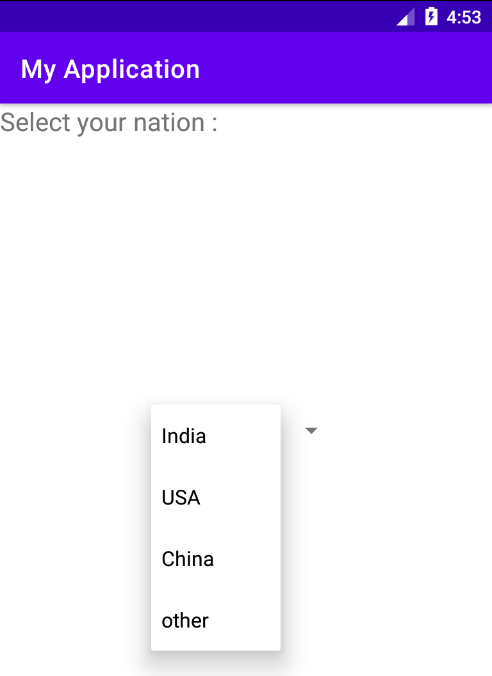 4:53
My Application
Select your nation :
India
USA
China
other